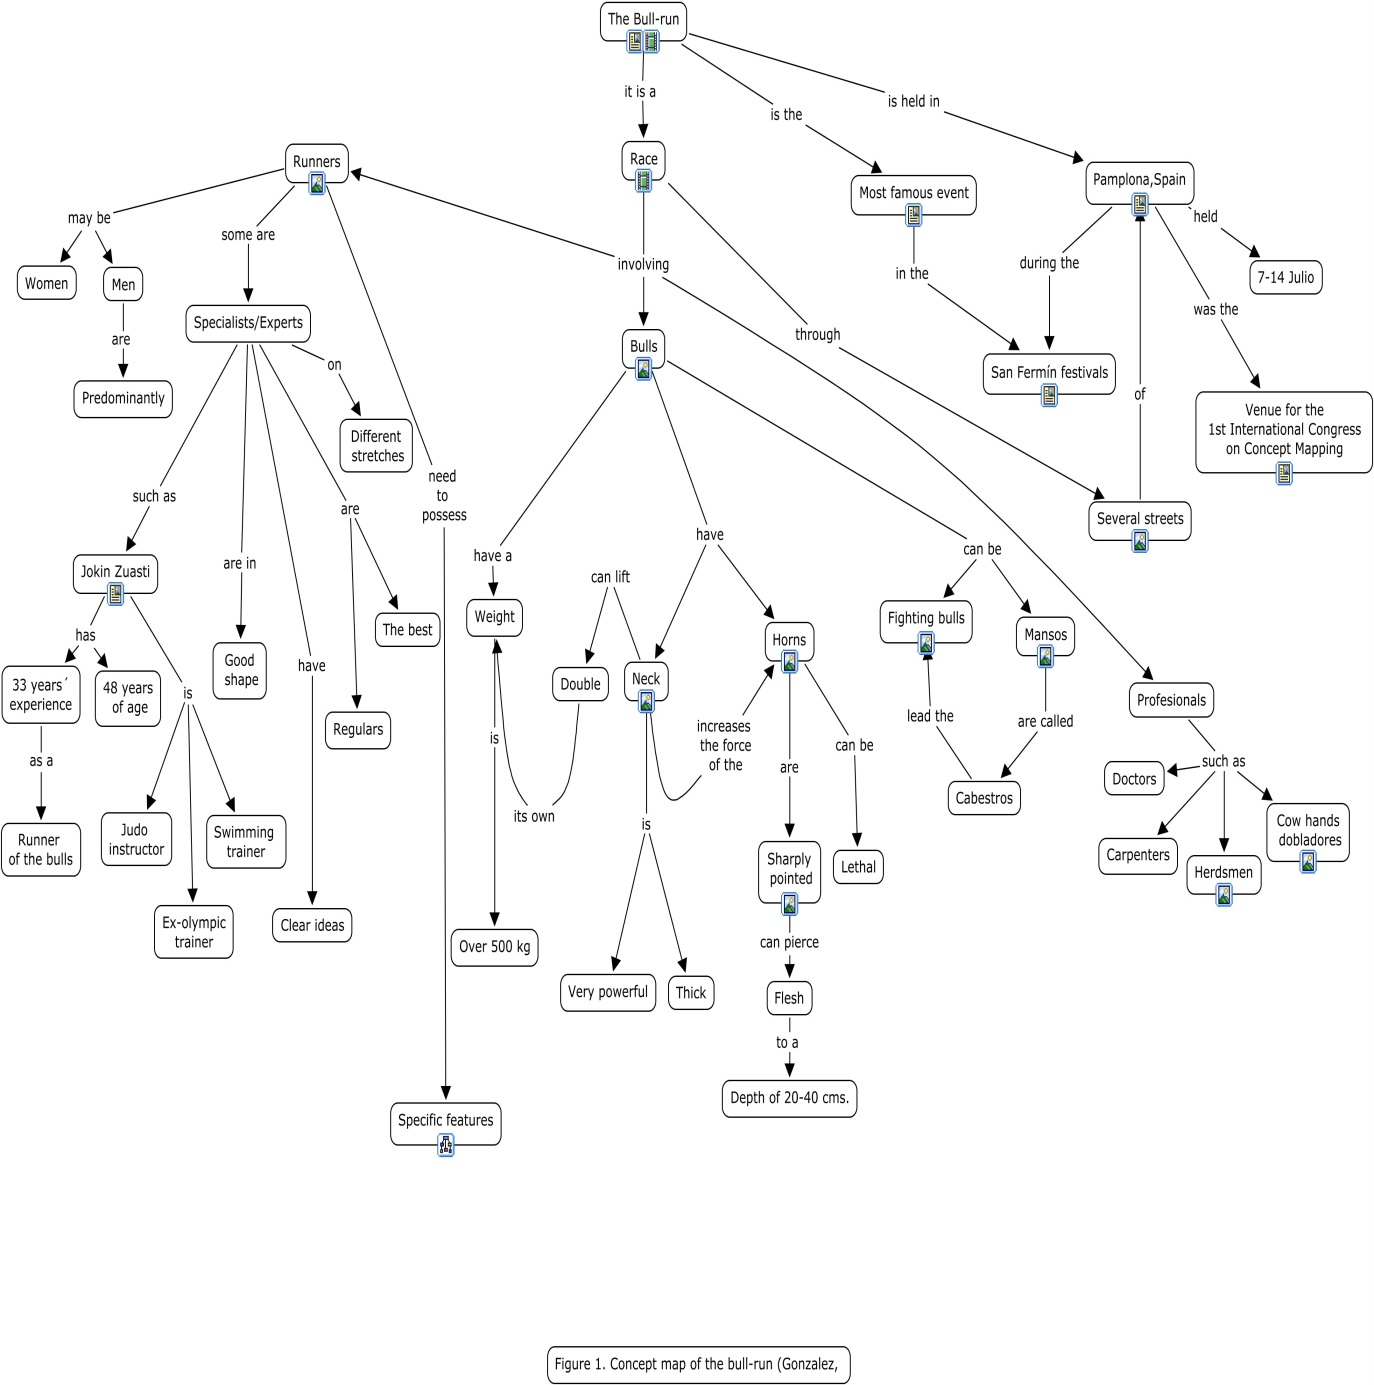 The Bull-run
it is a
is the
is held in
Runners
Race
Most famous event
Pamplona,Spain
held
may be
some are
involving
in the
during the
7-14 Julio
Women
Men
was the
Specialists/Experts
are
on
Bulls
through
San Fermín festivals
of
Predominantly
Different
stretches
Venue for the
1st International Congress
on Concept Mapping
need
to
possess
such as
are
Several streets
have a
have
can be
are in
Jokin Zuasti
can lift
The best
Weight
Fighting bulls
Mansos
has
Good
shape
have
Horns
33 years´
experience
48 years
of age
is
Double
Neck
Profesionals
Regulars
is
increases
the force
of the
can be
lead the
are called
as a
are
such as
Doctors
Cabestros
Runner
of the bulls
Judo
instructor
Swimming
trainer
its own
is
Cow hands
dobladores
Sharply
pointed
Lethal
Carpenters
Herdsmen
Ex-olympic
trainer
Clear ideas
Over 500 kg
can pierce
Very powerful
Thick
Flesh
to a
Depth of 20-40 cms.
Specific features
Figure 1. Concept map of the bull-run (Gonzalez,